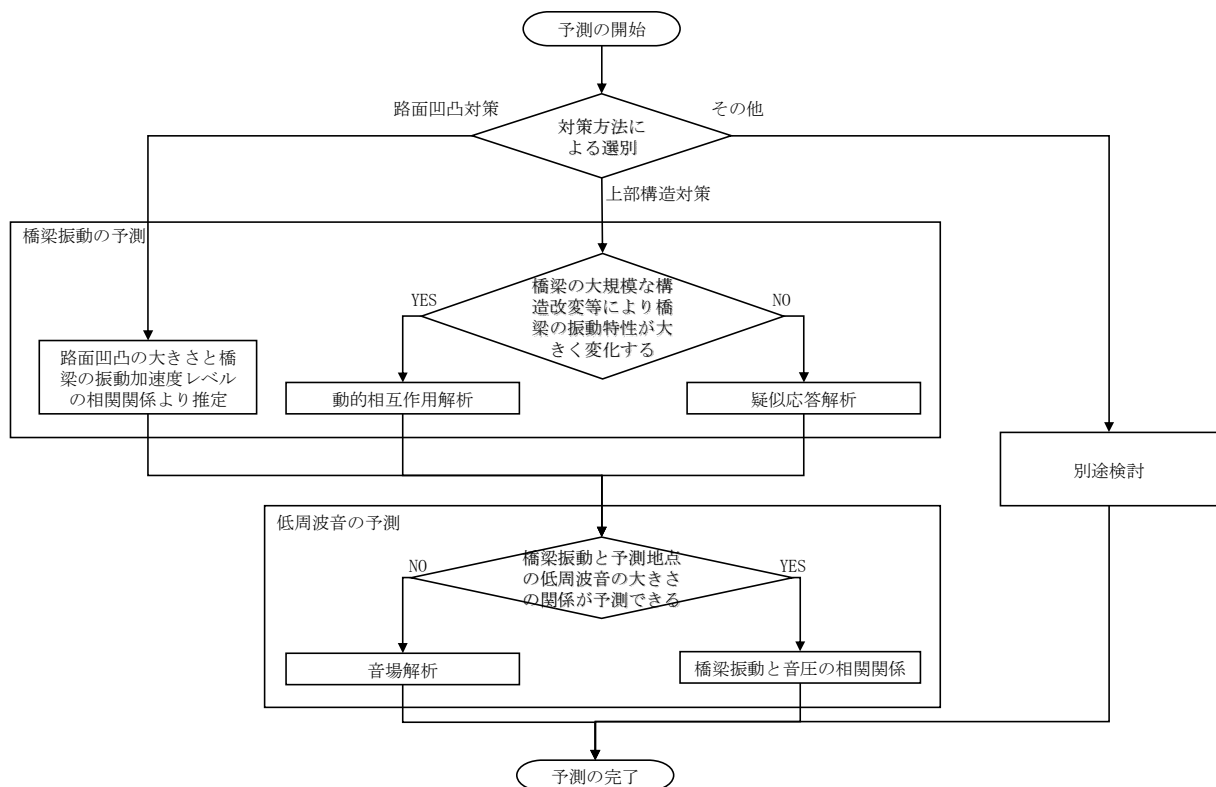 予測の開始
路面凹凸対策
その他
対策方法に
よる選別
上部構造対策
橋梁振動の予測
橋梁の大規模な構
造改変等により橋
梁の振動特性が大
きく変化する
YES
NO
路面凹凸の大きさと橋
梁の振動加速度レベル
の相関関係より推定
動的相互作用解析
疑似応答解析
別途検討
低周波音の予測
橋梁振動と予測地点
の低周波音の大きさ
の関係が予測できる
NO
YES
音場解析
橋梁振動と音圧の相関関係
予測の完了